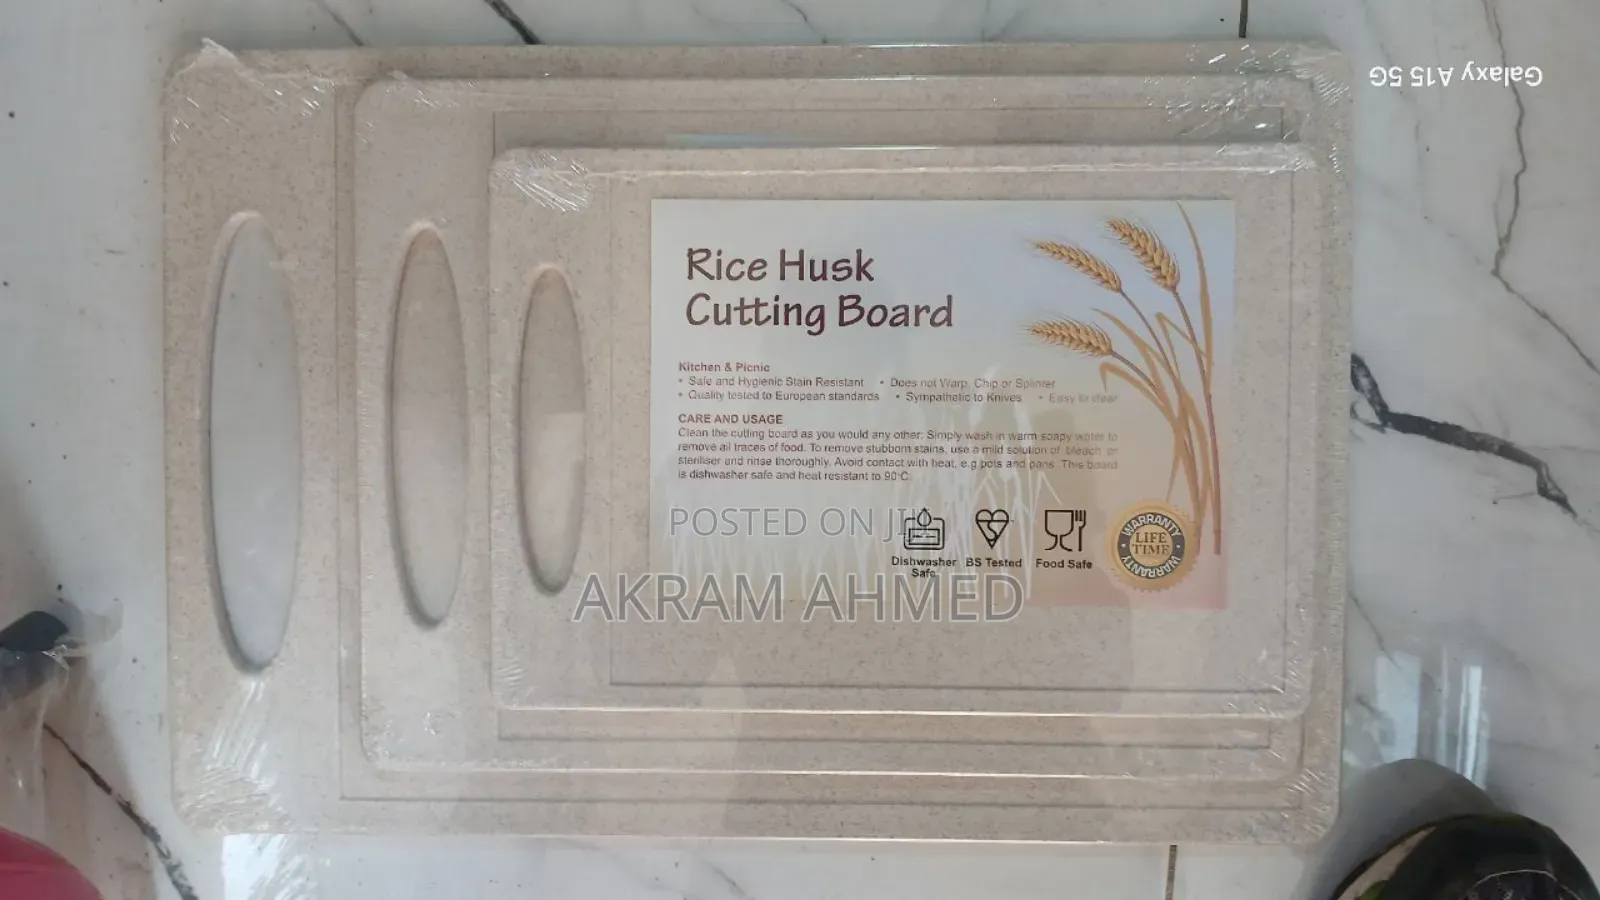 Galaxy A15 5G
Rice Husk
Cutting Board
Kitchen & Picnic
• Safe and Hygienic Stain Resistant • Does not Warp, Chip or Splinter
• Quality tested to European standards • Sympathetic to Knives • Easy to clear
CARE AND USAGE
Clean the cutting board as you would any other. Simply wash in warm soapy water to
remove all traces of food. To remove stubborn stains, use a mild solution of bleach or
steriliser and rinse thoroughly. Avoid contact with heat, e.g pots and pans. This board
is dishwasher safe and heat resistant to 90°C.
POSTED ON JI
Dishwasher
Safe
BS Tested
Food Safe
WARRANTY
LIFE
TIME
WARRANTY
AKRAM AHMED